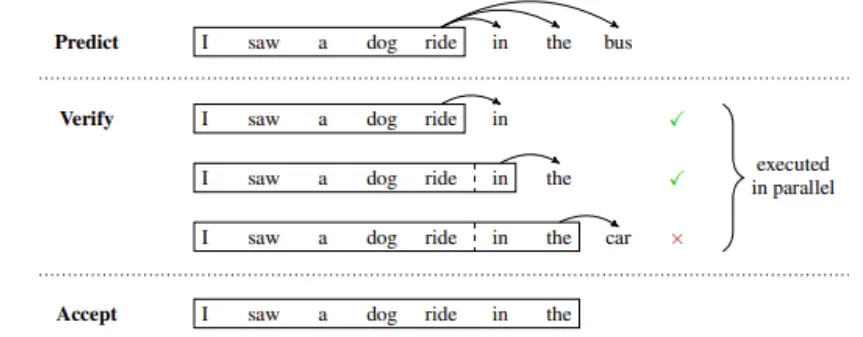 Predict I saw a dog ride in the bus
Verify I saw a dog ride in ✓
I saw a dog ride in the ✓
executed
in parallel
I saw a dog ride in the car ×
Accept I saw a dog ride in the